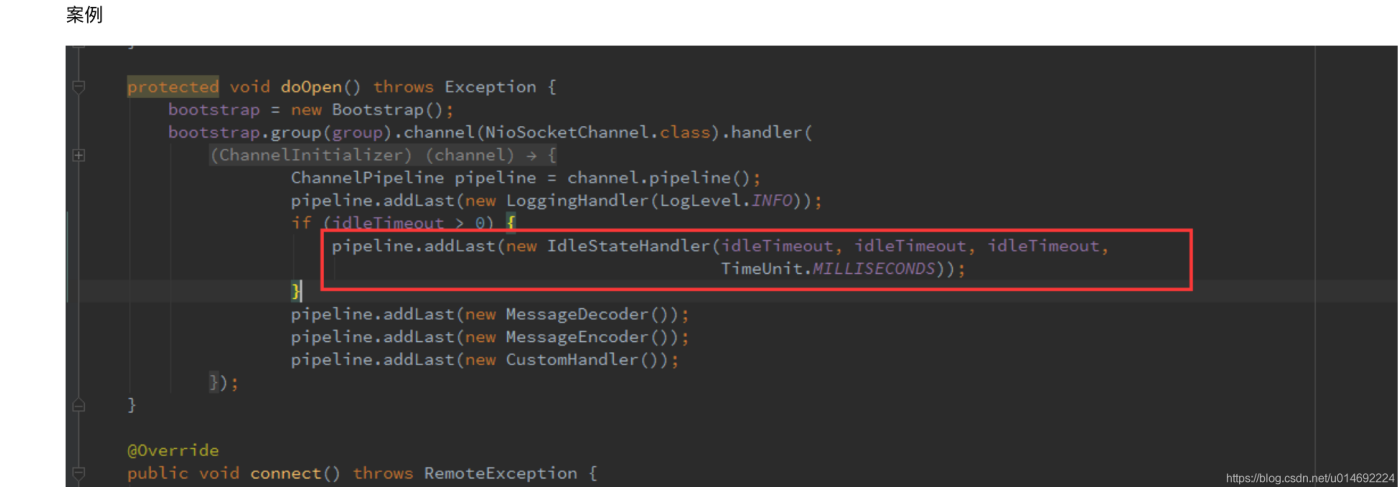 案例
}
protected void doOpen() throws Exception {
bootstrap = new Bootstrap();
bootstrap.group(group).channel(NioSocketChannel.class).handler(
(ChannelInitializer) (channel) → {
ChannelPipeline pipeline = channel.pipeline();
pipeline.addLast(new LoggingHandler(LogLevel.INFO));
if (idleTimeout > 0) {
pipeline.addLast(new IdleStateHandler(idleTimeout, idleTimeout, idleTimeout,
TimeUnit.MILLISECONDS));
}
pipeline.addLast(new MessageDecoder());
pipeline.addLast(new MessageEncoder());
pipeline.addLast(new CustomHandler());
});
}
@Override
public void connect() throws RemoteException {
https://blog.csdn.net/u014692224